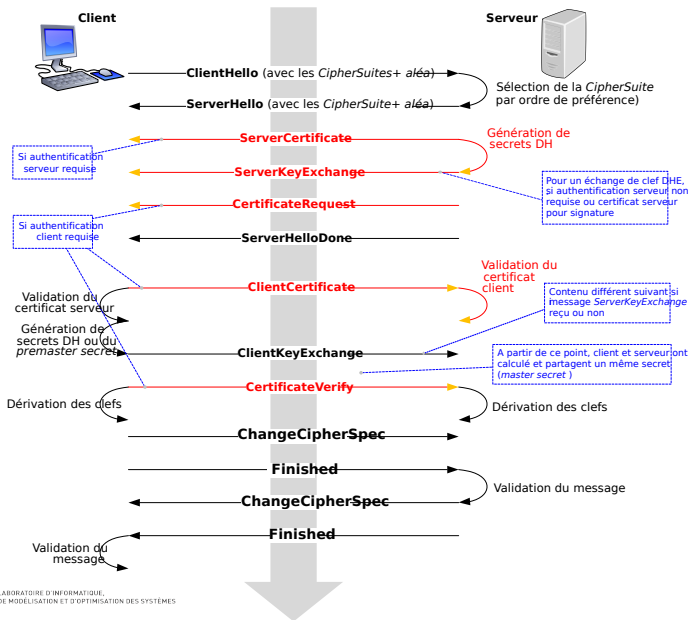 Client
Serveur
ClientHello (avec les CipherSuites+ aléa)
Sélection de la CipherSuite
par ordre de préférence)
ServerHello (avec les CipherSuite+ aléa)
ServerCertificate
Génération de
secrets DH
Si authentification
serveur requise
ServerKeyExchange
Pour un échange de clef DHE,
si authentification serveur non
requise ou certificat serveur
pour signature
CertificateRequest
Si authentification
client requise
ServerHelloDone
Validation du
certificat
client
ClientCertificate
Validation du
certificat serveur
Contenu différent suivant si
message ServerKeyExchange
reçu ou non
Génération de
secrets DH ou du
premaster secret
ClientKeyExchange
A partir de ce point, client et serveur ont
calculé et partagent un même secret
(master secret )
CertificateVerify
Dérivation des clefs
Dérivation des clefs
ChangeCipherSpec
Finished
Validation du message
ChangeCipherSpec
Finished
Validation du
message
LABORATOIRE D'INFORMATIQUE,
DE MODÉLISATION ET D'OPTIMISATION DES SYSTÈMES